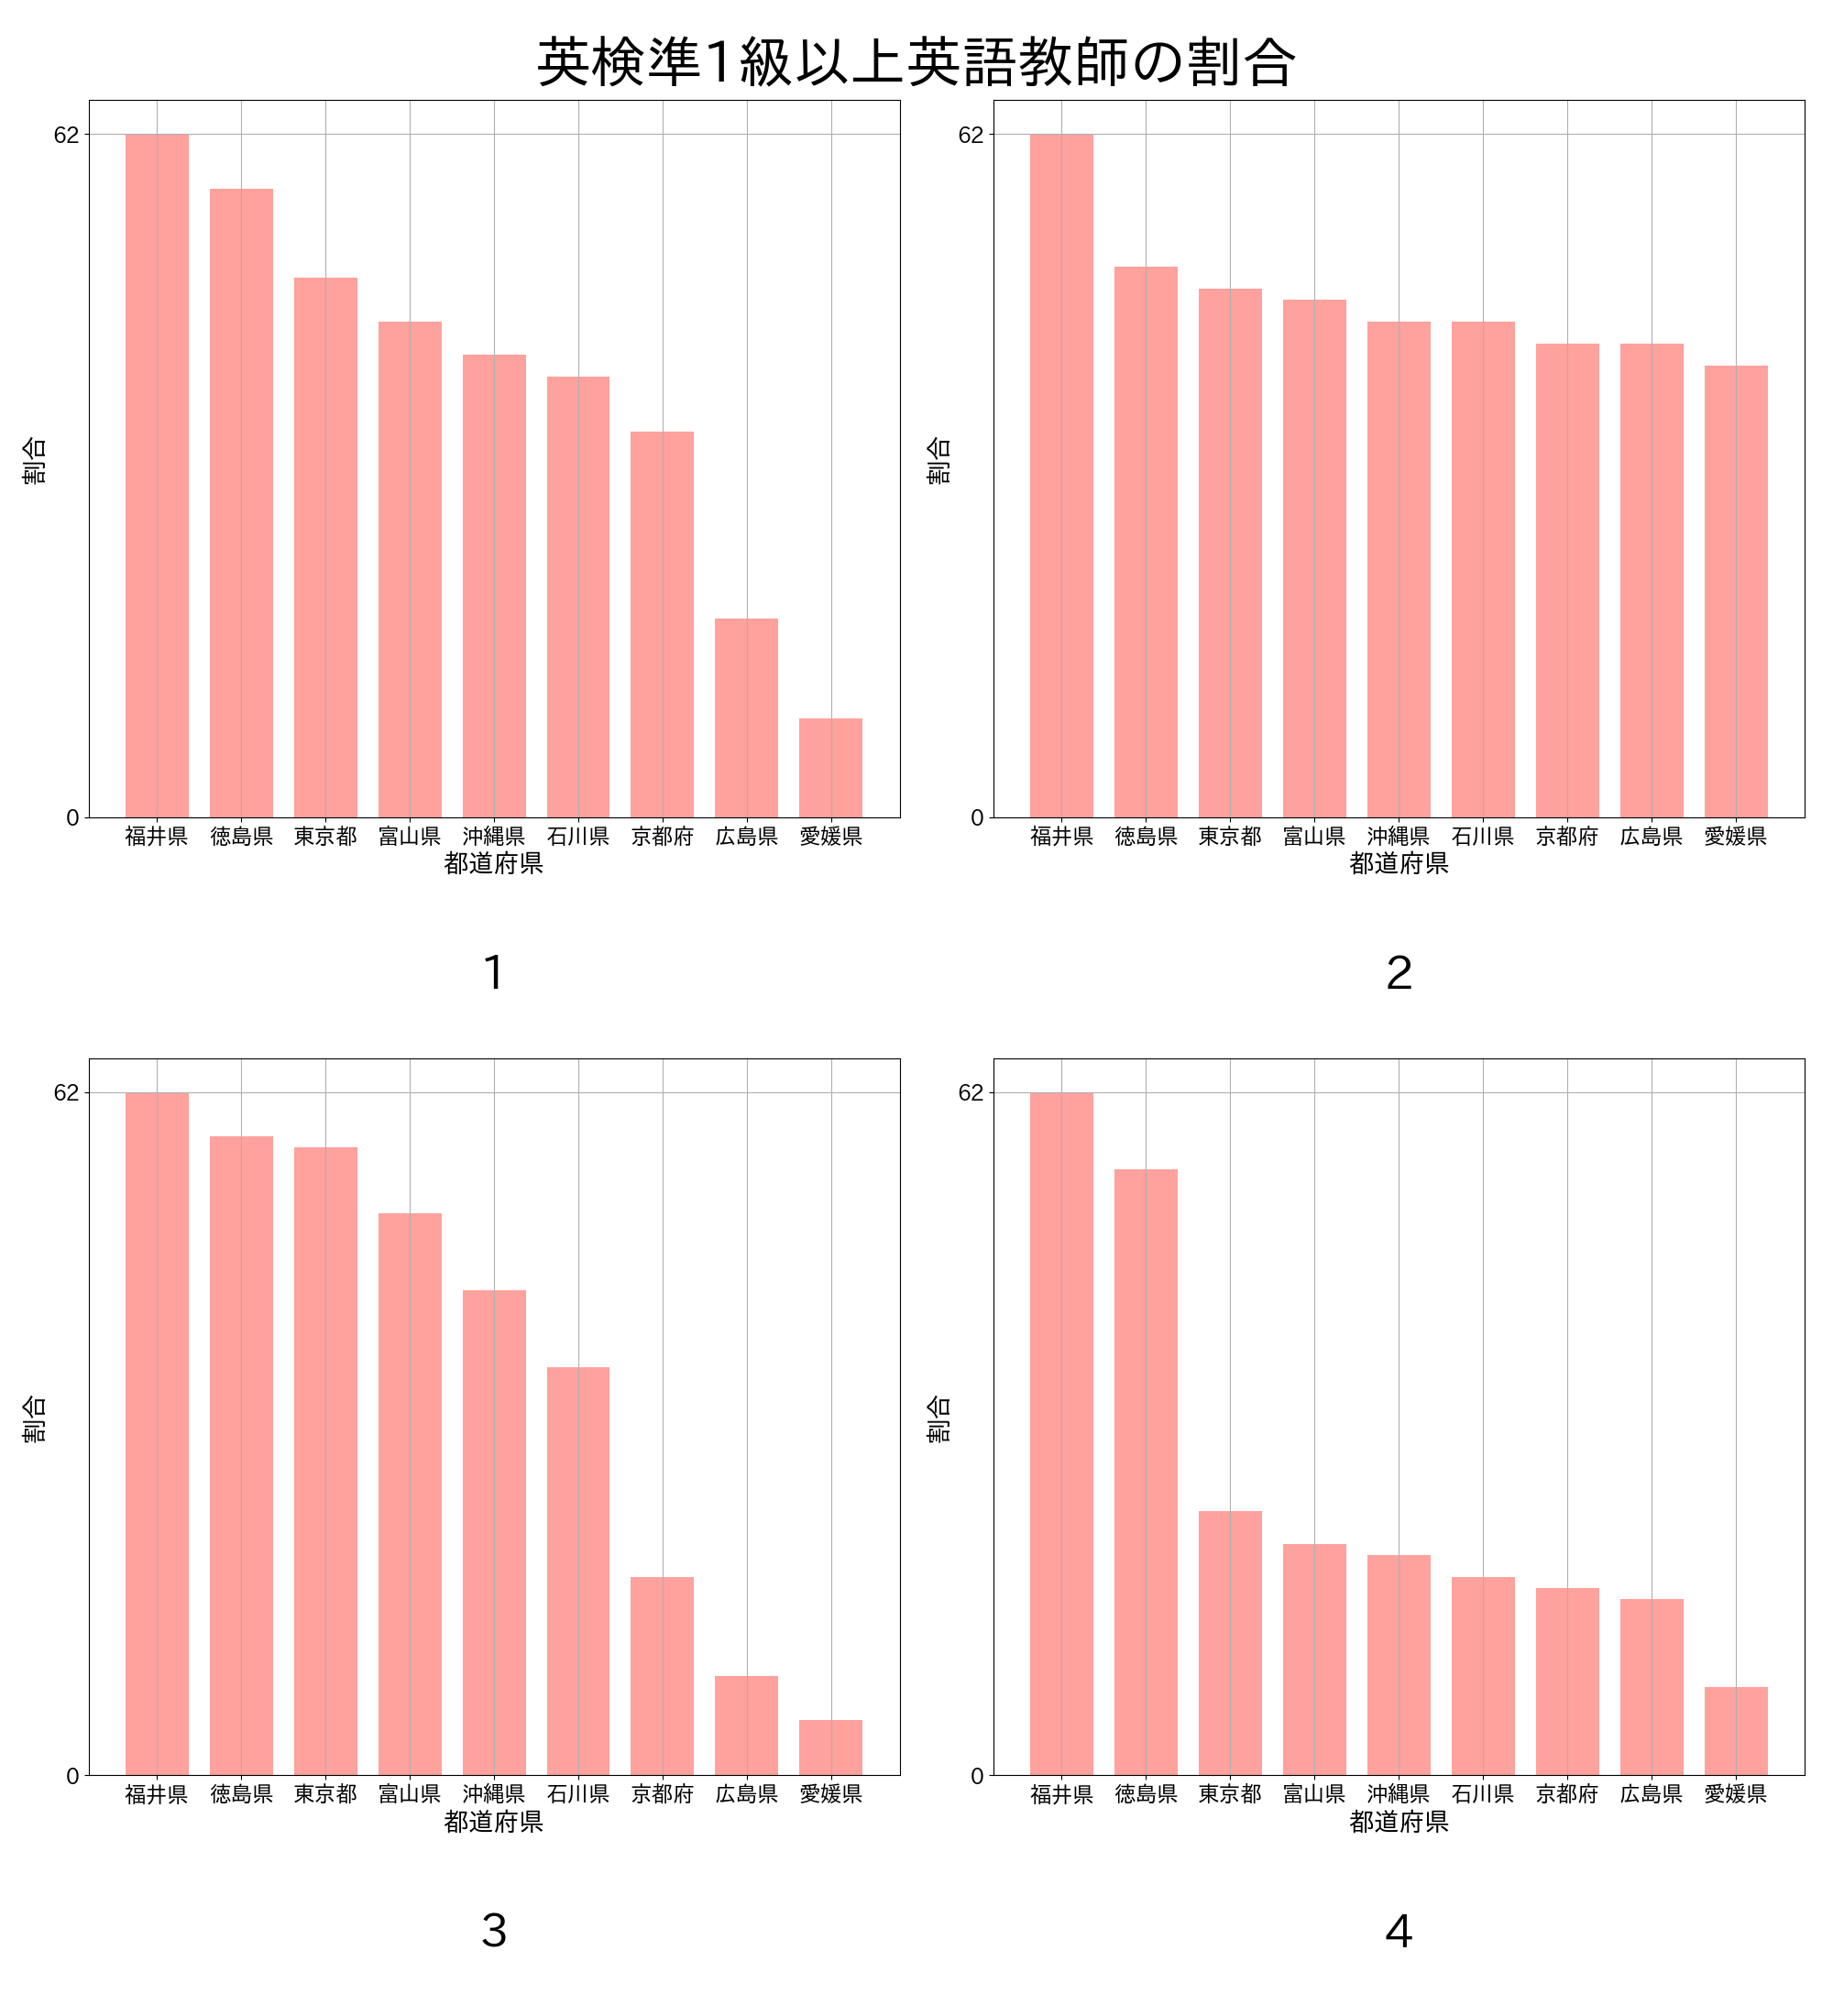 英検準1級以上英語教師の割合
62
0
割合
福井県 徳島県 東京都 富山県 沖縄県 石川県 京都府 広島県 愛媛県
都道府県
1
62
0
割合
福井県 徳島県 東京都 富山県 沖縄県 石川県 京都府 広島県 愛媛県
都道府県
2
62
0
割合
福井県 徳島県 東京都 富山県 沖縄県 石川県 京都府 広島県 愛媛県
都道府県
3
62
0
割合
福井県 徳島県 東京都 富山県 沖縄県 石川県 京都府 広島県 愛媛県
都道府県
4